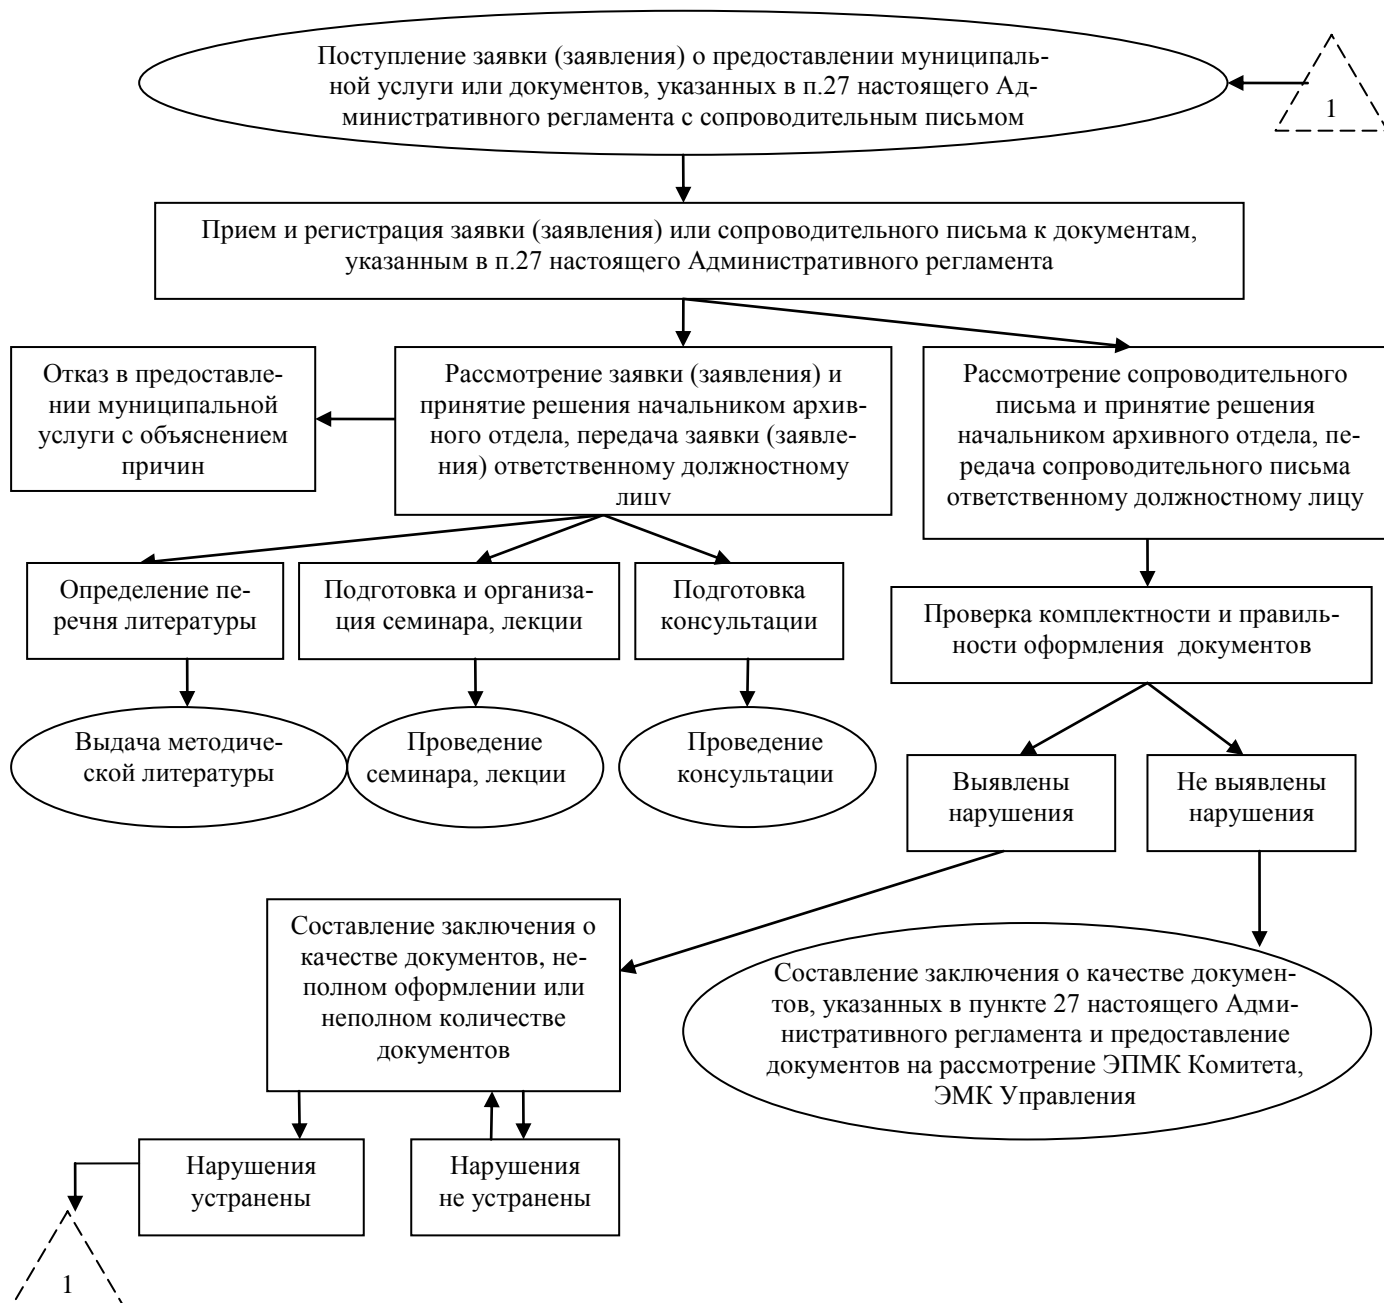 Поступление заявки (заявления) о предоставлении муниципаль-
ной услуги или документов, указанных в п.27 настоящего Ад-
министративного регламента с сопроводительным письмом
1
Прием и регистрация заявки (заявления) или сопроводительного письма к документам,
указанным в п.27 настоящего Административного регламента
Отказ в предоставле-
нии муниципальной
услуги с объяснением
причин
Рассмотрение заявки (заявления) и
принятие решения начальником архив-
ного отдела, передача заявки (заявле-
ния) ответственному должностному
лицу
Рассмотрение сопроводительного
письма и принятие решения
начальником архивного отдела, пе-
редача сопроводительного письма
ответственному должностному лицу
Определение пе-
речня литературы
Подготовка и организа-
ция семинара, лекции
Подготовка
консультации
Проверка комплектности и правиль-
ности оформления документов
Выдача методиче-
ской литературы
Проведение
семинара, лекции
Проведение
консультации
Выявлены
нарушения
Не выявлены
нарушения
Составление заключения о
качестве документов, не-
полном оформлении или
неполном количестве
документов
Составление заключения о качестве докумен-
тов, указанных в пункте 27 настоящего Адми-
нистративного регламента и предоставление
документов на рассмотрение ЭПМК Комитета,
ЭМК Управления
Нарушения
устранены
Нарушения
не устранены
1